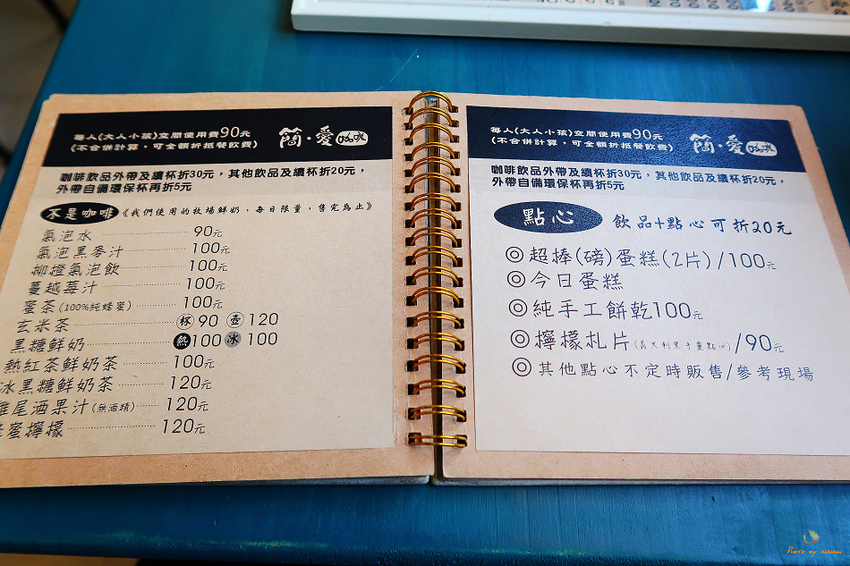 每人(大人小孩)空間使用費90元
(不合併計算，可全額折抵餐飲費)
簡·愛 咖啡
咖啡飲品外帶及續杯折30元，其他飲品及續杯折20元，
外帶自備環保杯再折5元
不是咖啡 《我們使用的牧場鮮奶，每日限量，售完為止》
氣泡水 90元
氣泡黑麥汁 100元
柳橙氣泡飲 100元
蔓越莓汁 100元
蜜茶(100%純蜂蜜) 100元
玄米茶 杯 90 壺 120
黑糖鮮奶 熱 100 冰 100
熱紅茶鮮奶茶 100元
冰黑糖鮮奶茶 120元
雞尾酒果汁(無酒精) 120元
蜜檸檬 120元
每人(大人小孩)空間使用費90元
(不合併計算，可全額折抵餐飲費)
簡·愛 咖啡
咖啡飲品外帶及續杯折30元，其他飲品及續杯折20元，
外帶自備環保杯再折5元
點心 飲品+點心可折20元
◎超棒(磅)蛋糕(2片)/100元
◎今日蛋糕
◎純手工餅乾100元
◎檸檬札片(義大利黑手黨點心)/90元
◎其他點心不定時販售/參考現場